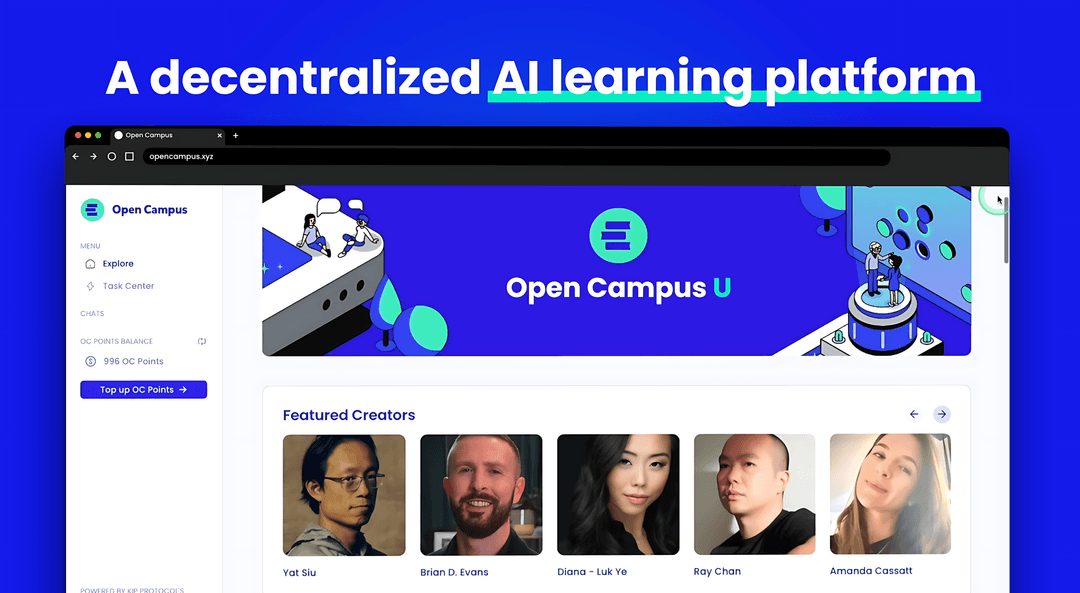 A decentralized AI learning platform
Open Campus
opencampus.xyz
Open Campus
MENU
Explore
Task Center
CHATS
OC POINTS BALANCE
996 OC Points
Top up OC Points →
POWERED BY KIP PROTOCOL'S
Open Campus U
Featured Creators
Yat Siu
Brian D. Evans
Diana - Luk Ye
Ray Chan
Amanda Cassatt